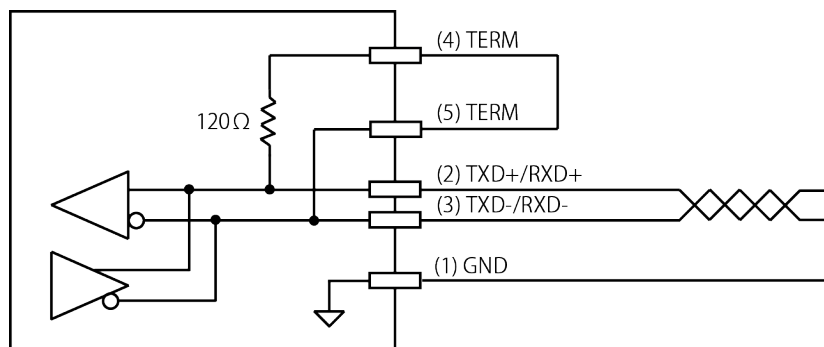 (4) TERM
120Ω
(5) TERM
(2) TXD+/RXD+
(3) TXD-/RXD-
(1) GND